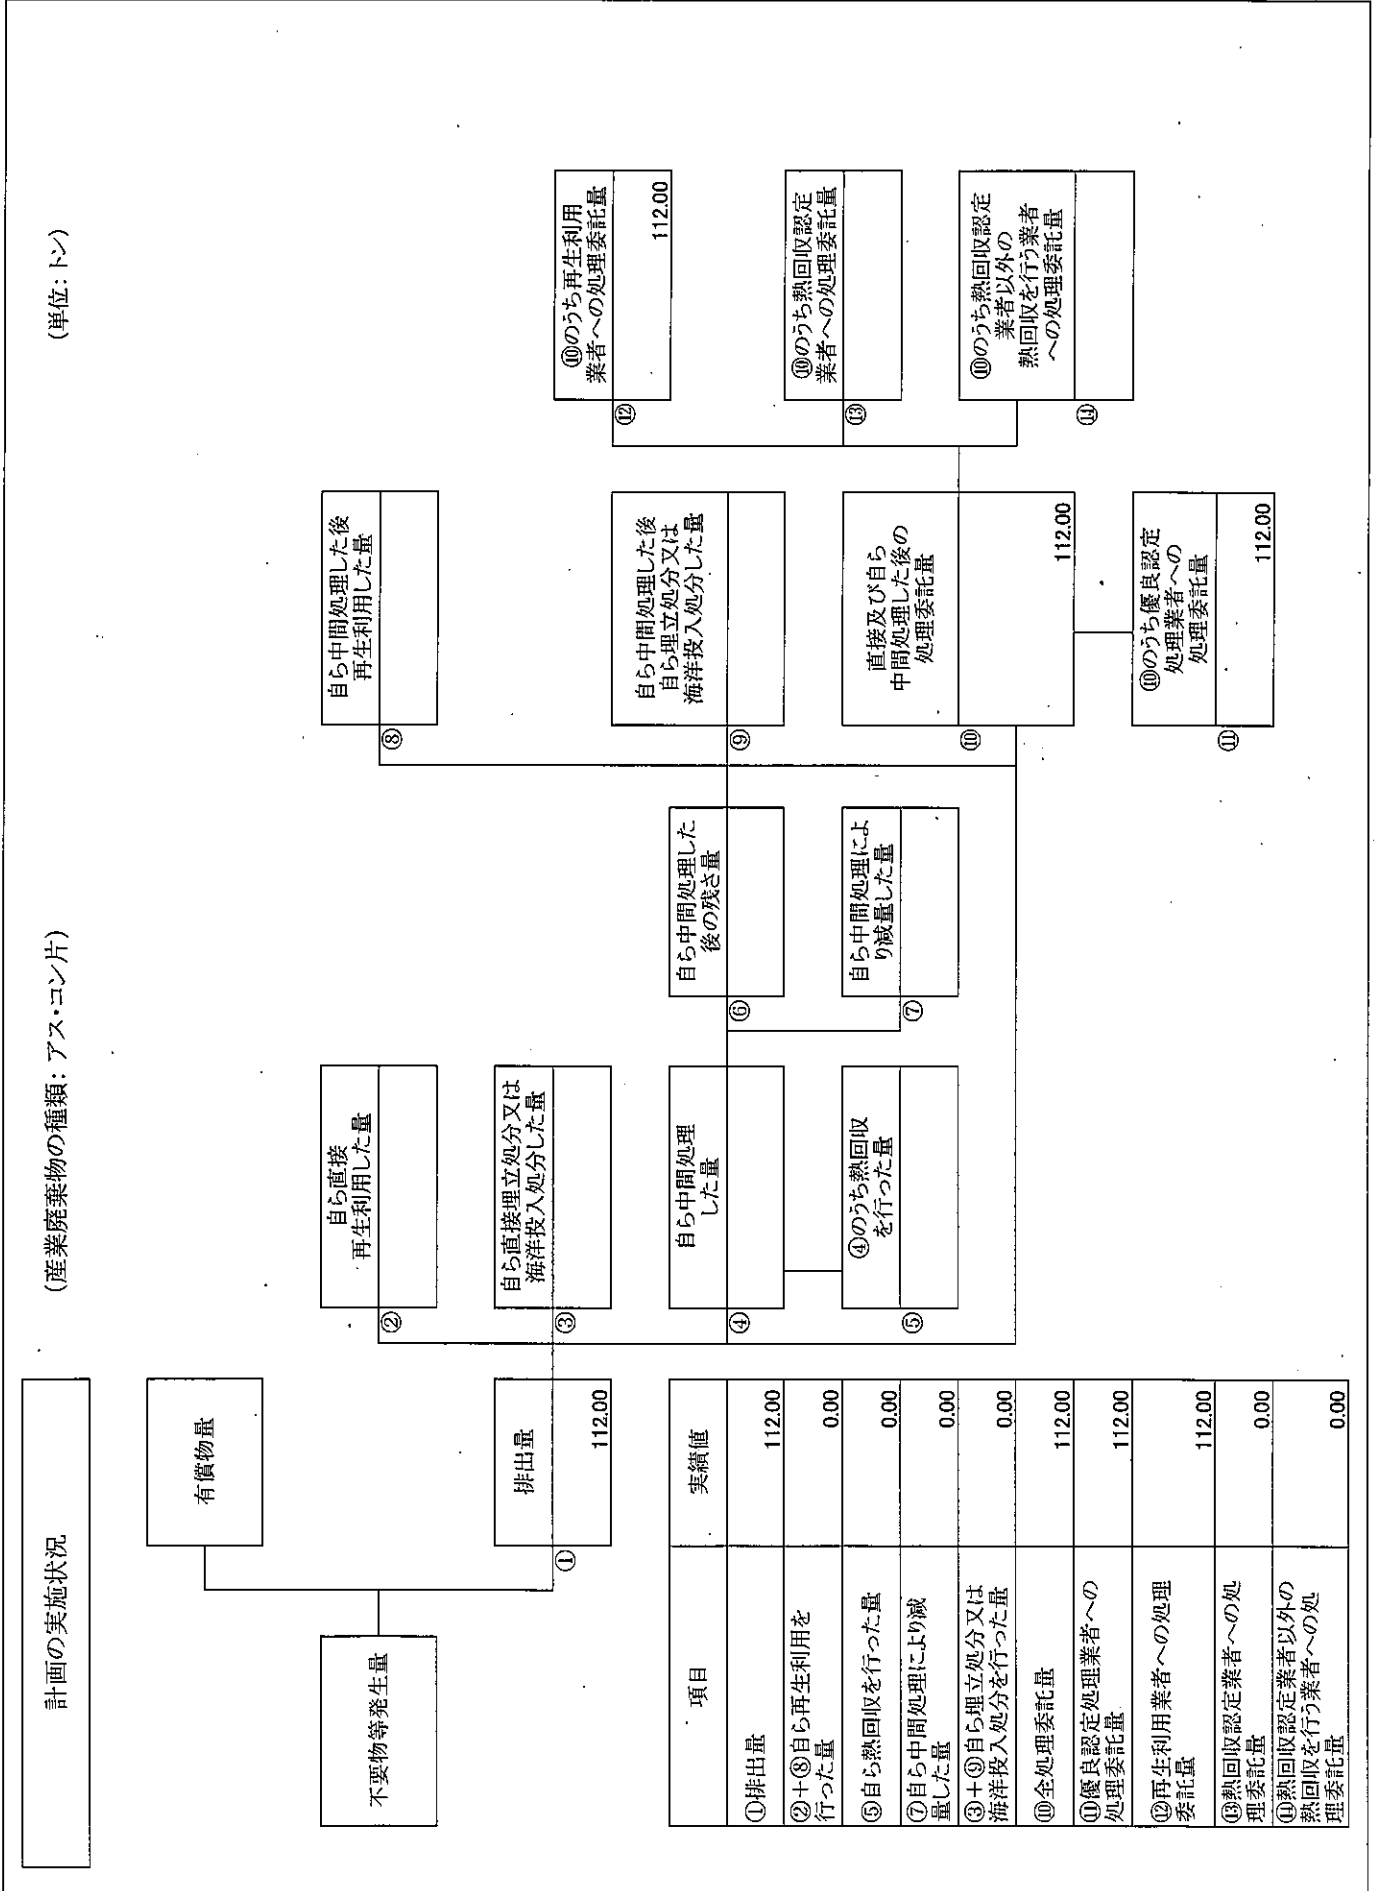 計画の実施状況
(産業廃棄物の種類：アス・コン片)
(単位：トン)
不要物等発生量
有償物量
排出量
①
112.00
自ら直接
再生利用した量
②
自ら直接埋立処分又は
海洋投入処分した量
③
自ら中間処理
した量
④
④のうち熱回収
を行った量
⑤
自ら中間処理した
後の残さ量
⑥
自ら中間処理によ
り減量した量
⑦
自ら中間処理した後
再生利用した量
⑧
自ら中間処理した後
自ら埋立処分又は
海洋投入処分した量
⑨
直接及び自ら
中間処理した後の
処理委託量
⑩
112.00
⑩のうち優良認定
処理業者への
処理委託量
⑪
112.00
⑩のうち再生利用
業者への処理委託量
⑫
112.00
⑩のうち熱回収認定
業者への処理委託量
⑬
⑩のうち熱回収認定
業者以外の
熱回収を行う業者
への処理委託量
⑭
項目
実績値
①排出量
112.00
②＋⑧自ら再生利用を
行った量
0.00
⑤自ら熱回収を行った量
0.00
⑦自ら中間処理により減
量した量
0.00
③＋⑨自ら埋立処分又は
海洋投入処分を行った量
0.00
⑩全処理委託量
112.00
⑪優良認定処理業者への
処理委託量
112.00
⑫再生利用業者への処理
委託量
112.00
⑬熱回収認定業者への処
理委託量
0.00
⑭熱回収認定業者以外の
熱回収を行う業者への処
理委託量
0.00